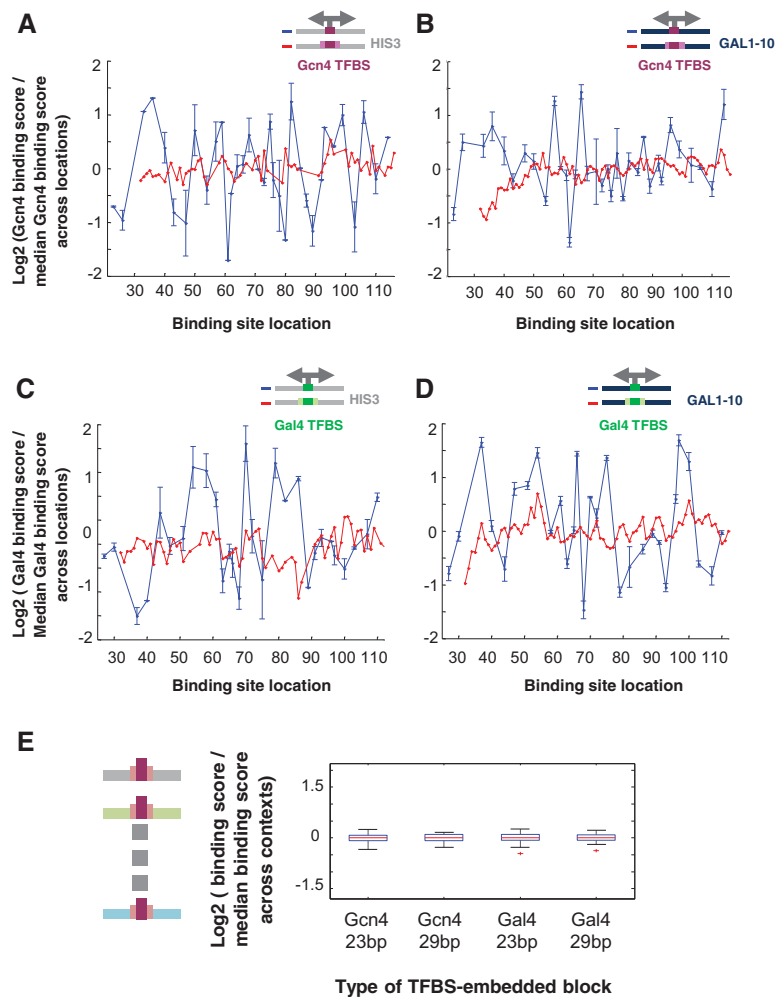 A
HIS3
Gcn4 TFBS
Log2 (Gcn4 binding score /
median Gcn4 binding score
across locations)
2
1
0
-1
-2
30 40 50 60 70 80 90 100 110
Binding site location
B
GAL1-10
Gcn4 TFBS
2
1
0
-1
-2
30 40 50 60 70 80 90 100 110
Binding site location
C
HIS3
Gal4 TFBS
Log2 ( Gal4 binding score /
Median Gal4 binding score
across locations)
2
1
0
-1
-2
30 40 50 60 70 80 90 100 110
Binding site location
D
GAL1-10
Gal4 TFBS
2
1
0
-1
-2
30 40 50 60 70 80 90 100 110
Binding site location
E
Log2 ( binding score /
median binding score
across contexts)
1.5
0
-1.5
Gcn4 Gcn4 Gal4 Gal4
23bp 29bp 23bp 29bp
Type of TFBS-embedded block